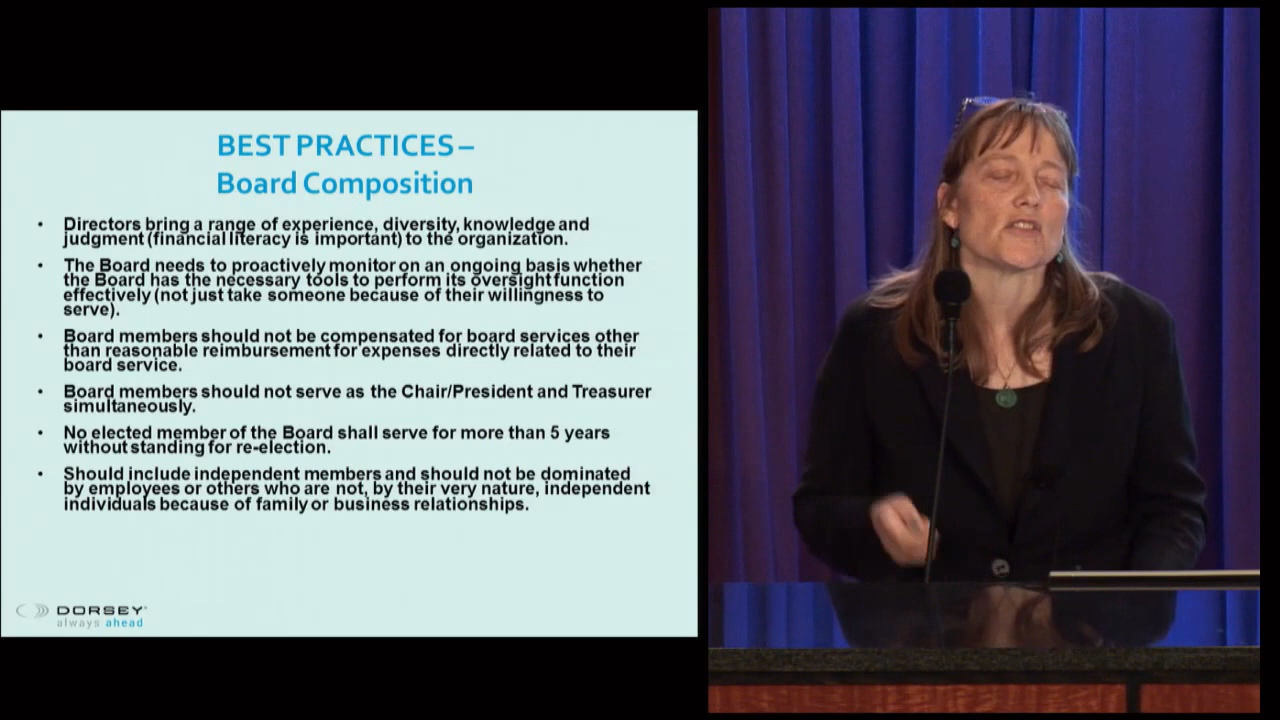 BEST PRACTICES –
Board Composition
• Directors bring a range of experience, diversity, knowledge and
judgment (financial literacy is important) to the organization.
• The Board needs to proactively monitor on an ongoing basis whether
the Board has the necessary tools to perform its oversight function
effectively (not just take someone because of their willingness to
serve).
• Board members should not be compensated for board services other
than reasonable reimbursement for expenses directly related to their
board service.
• Board members should not serve as the Chair/President and Treasurer
simultaneously.
• No elected member of the Board shall serve for more than 5 years
without standing for re-election.
• Should include independent members and should not be dominated
by employees or others who are not, by their very nature, independent
individuals because of family or business relationships.
DORSEY
always ahead